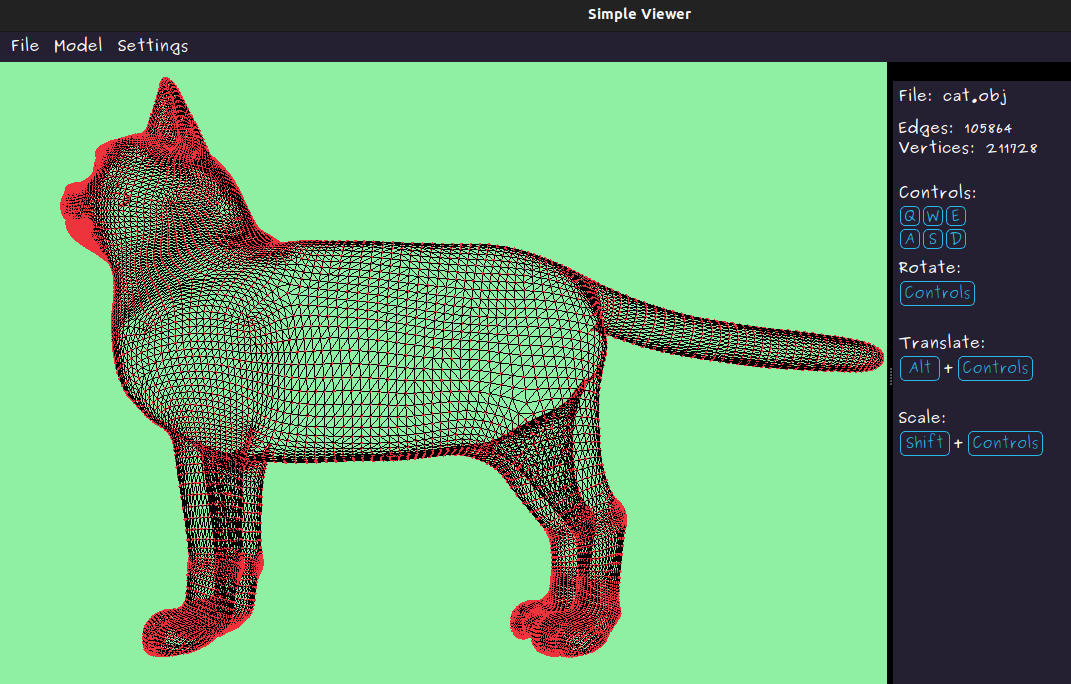 Simple Viewer
File Model Settings
File: cat.obj
Edges: 105864
Vertices: 211728
Controls:
Q W E
A S D
Rotate:
Controls
Translate:
Alt + Controls
Scale:
Shift + Controls